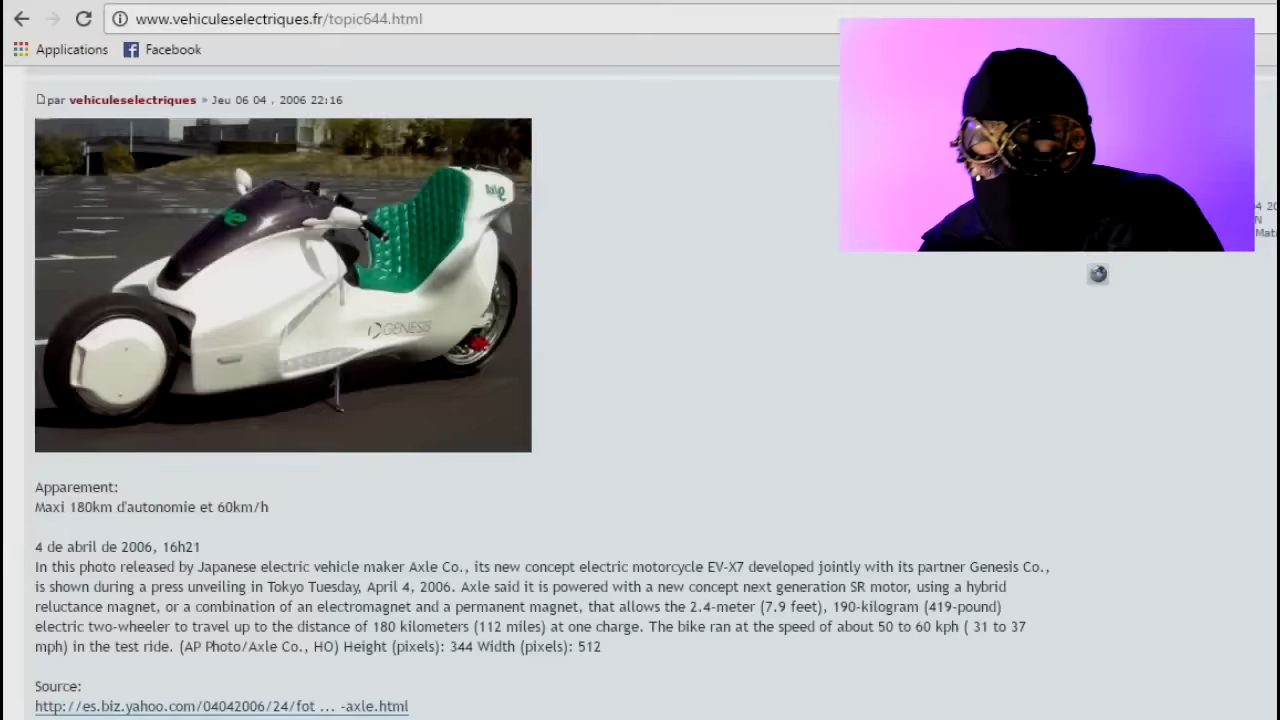 www.vehiculeselectriques.fr/topic644.html
Applications
Facebook
par vehiculeselectriques » Jeu 06 04 , 2006 22:16
GENESIS
Apparement:
Maxi 180km d'autonomie et 60km/h
4 de abril de 2006, 16h21
In this photo released by Japanese electric vehicle maker Axle Co., its new concept electric motorcycle EV-X7 developed jointly with its partner Genesis Co.,
is shown during a press unveiling in Tokyo Tuesday, April 4, 2006. Axle said it is powered with a new concept next generation SR motor, using a hybrid
reluctance magnet, or a combination of an electromagnet and a permanent magnet, that allows the 2.4-meter (7.9 feet), 190-kilogram (419-pound)
electric two-wheeler to travel up to the distance of 180 kilometers (112 miles) at one charge. The bike ran at the speed of about 50 to 60 kph ( 31 to 37
mph) in the test ride. (AP Photo/Axle Co., HO) Height (pixels): 344 Width (pixels): 512
Source:
http://es.biz.yahoo.com/04042006/24/fot ... -axle.html